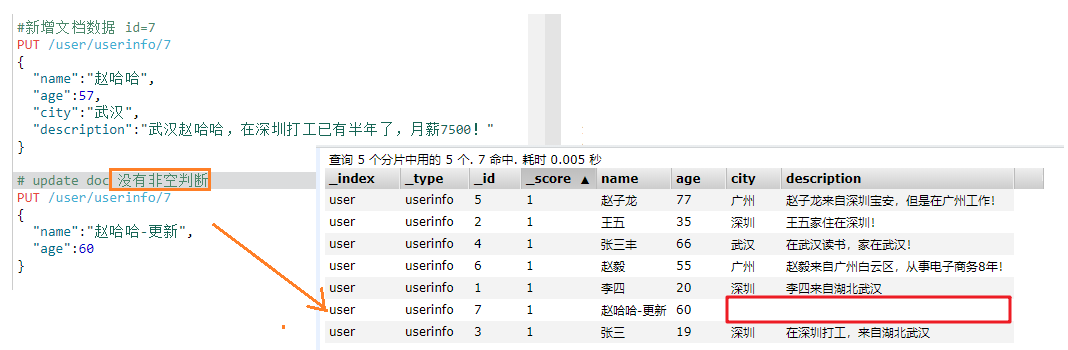 #新增文档数据 id=7
PUT /user/userinfo/7
{
"name":"赵哈哈",
"age":57,
"city":"武汉",
"description":"武汉赵哈哈，在深圳打工已有半年了，月薪7500！"
}
# update doc 没有非空判断
PUT /user/userinfo/7
{
"name":"赵哈哈-更新",
"age":60
}
查询 5 个分片中用的 5 个. 7 命中. 耗时 0.005 秒
_index _type _id _score ▲ name age city description
user userinfo 5 1 赵子龙 77 广州 赵子龙来自深圳宝安，但是在广州工作！
user userinfo 2 1 王五 35 深圳 王五家住在深圳！
user userinfo 4 1 张三丰 66 武汉 在武汉读书，家在武汉！
user userinfo 6 1 赵毅 55 广州 赵毅来自广州白云区，从事电子商务8年！
user userinfo 1 1 李四 20 深圳 李四来自湖北武汉
user userinfo 7 1 赵哈哈-更新 60
user userinfo 3 1 张三 19 深圳 在深圳打工，来自湖北武汉